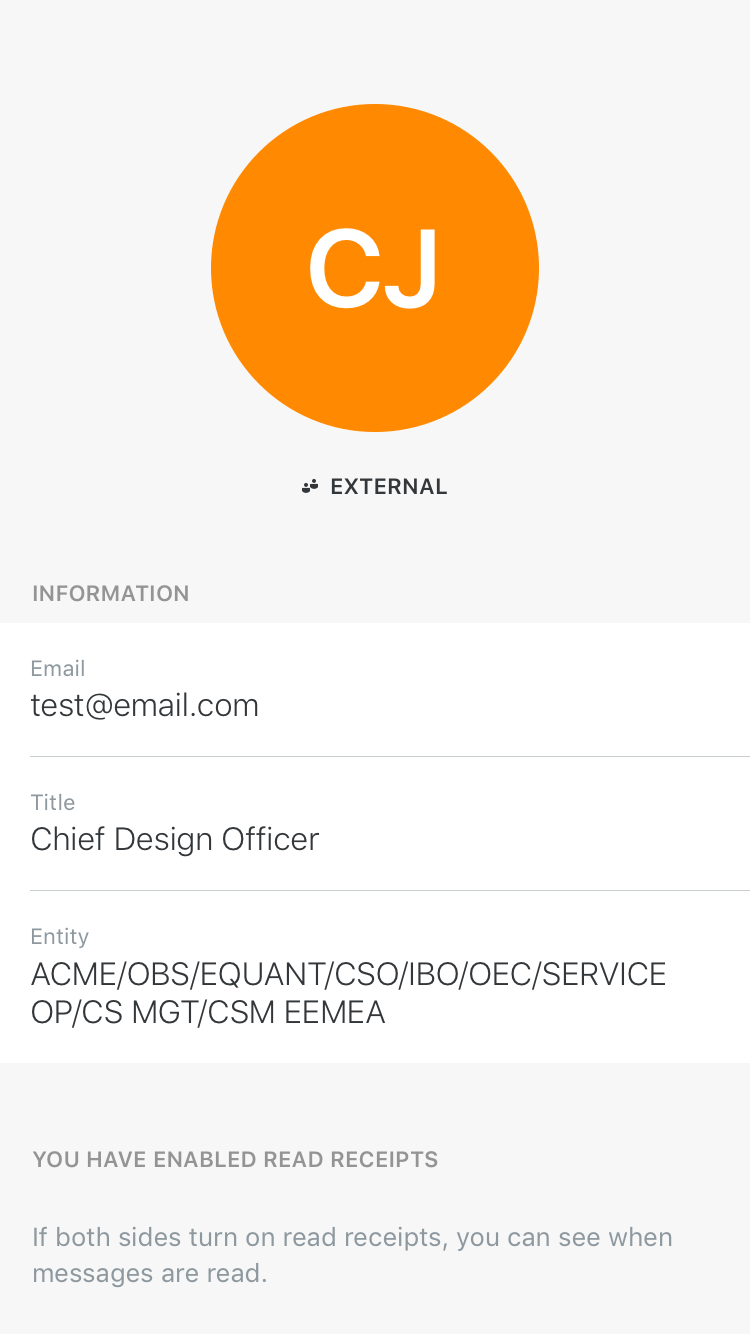 CJ
EXTERNAL
INFORMATION
Email
test@email.com
Title
Chief Design Officer
Entity
ACME/OBS/EQUANT/CSO/IBO/OEC/SERVICE
OP/CS MGT/CSM EEMEA
YOU HAVE ENABLED READ RECEIPTS
If both sides turn on read receipts, you can see when
messages are read.